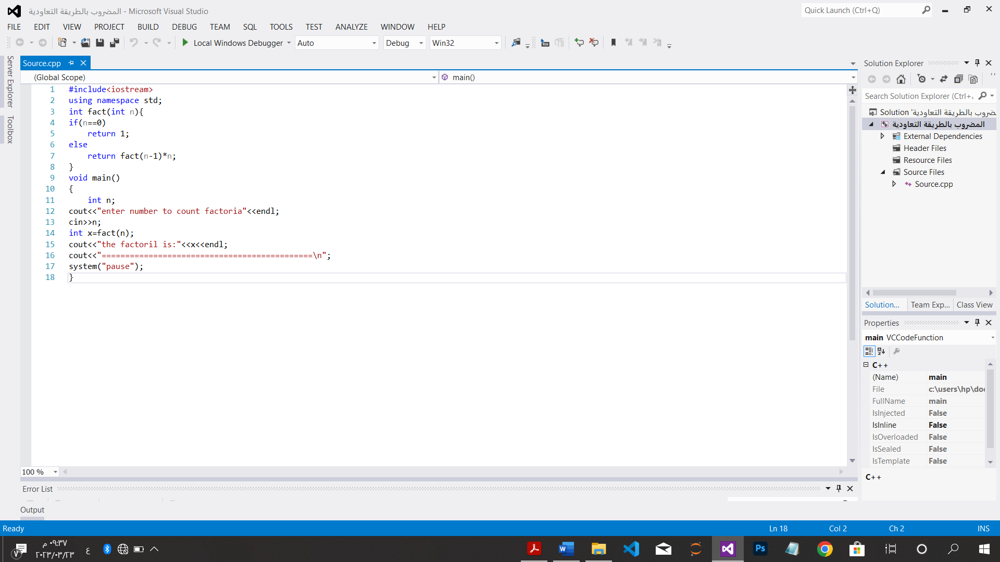 المضروب بالطريقة التعاودية - Microsoft Visual Studio
Quick Launch (Ctrl+Q)
FILE EDIT VIEW PROJECT BUILD DEBUG TEAM SQL TOOLS TEST ANALYZE WINDOW HELP
Local Windows Debugger Auto Debug Win32
Server Explorer
Toolbox
Source.cpp
(Global Scope) main()
1 #include<iostream>
2 using namespace std;
3 int fact(int n){
4 if(n==0)
5 return 1;
6 else
7 return fact(n-1)*n;
8 }
9 void main()
10 {
11 int n;
12 cout<<"enter number to count factoria"<<endl;
13 cin>>n;
14 int x=fact(n);
15 cout<<"the factoril is:"<<x<<endl;
16 cout<<"=============================================\n";
17 system("pause");
18 }
100 %
Error List
Output
Solution Explorer
Search Solution Explorer (Ctrl+
Solution 'ضروب بالطريقة التعاودية
المضروب بالطريقة التعاودية
External Dependencies
Header Files
Resource Files
Source Files
Source.cpp
Solution... Team Exp... Class View
Properties
main VCCodeFunction
C++
(Name) main
File c:\users\hp\doc
FullName main
IsInjected False
IsInline False
IsOverloaded False
IsSealed False
IsTemplate False
C++
Ready Ln 18 Col 2 Ch 2 INS
٠٩:٣٧ م
٢٠٢٣/٠٣/٢٣
٧
ع
Ps